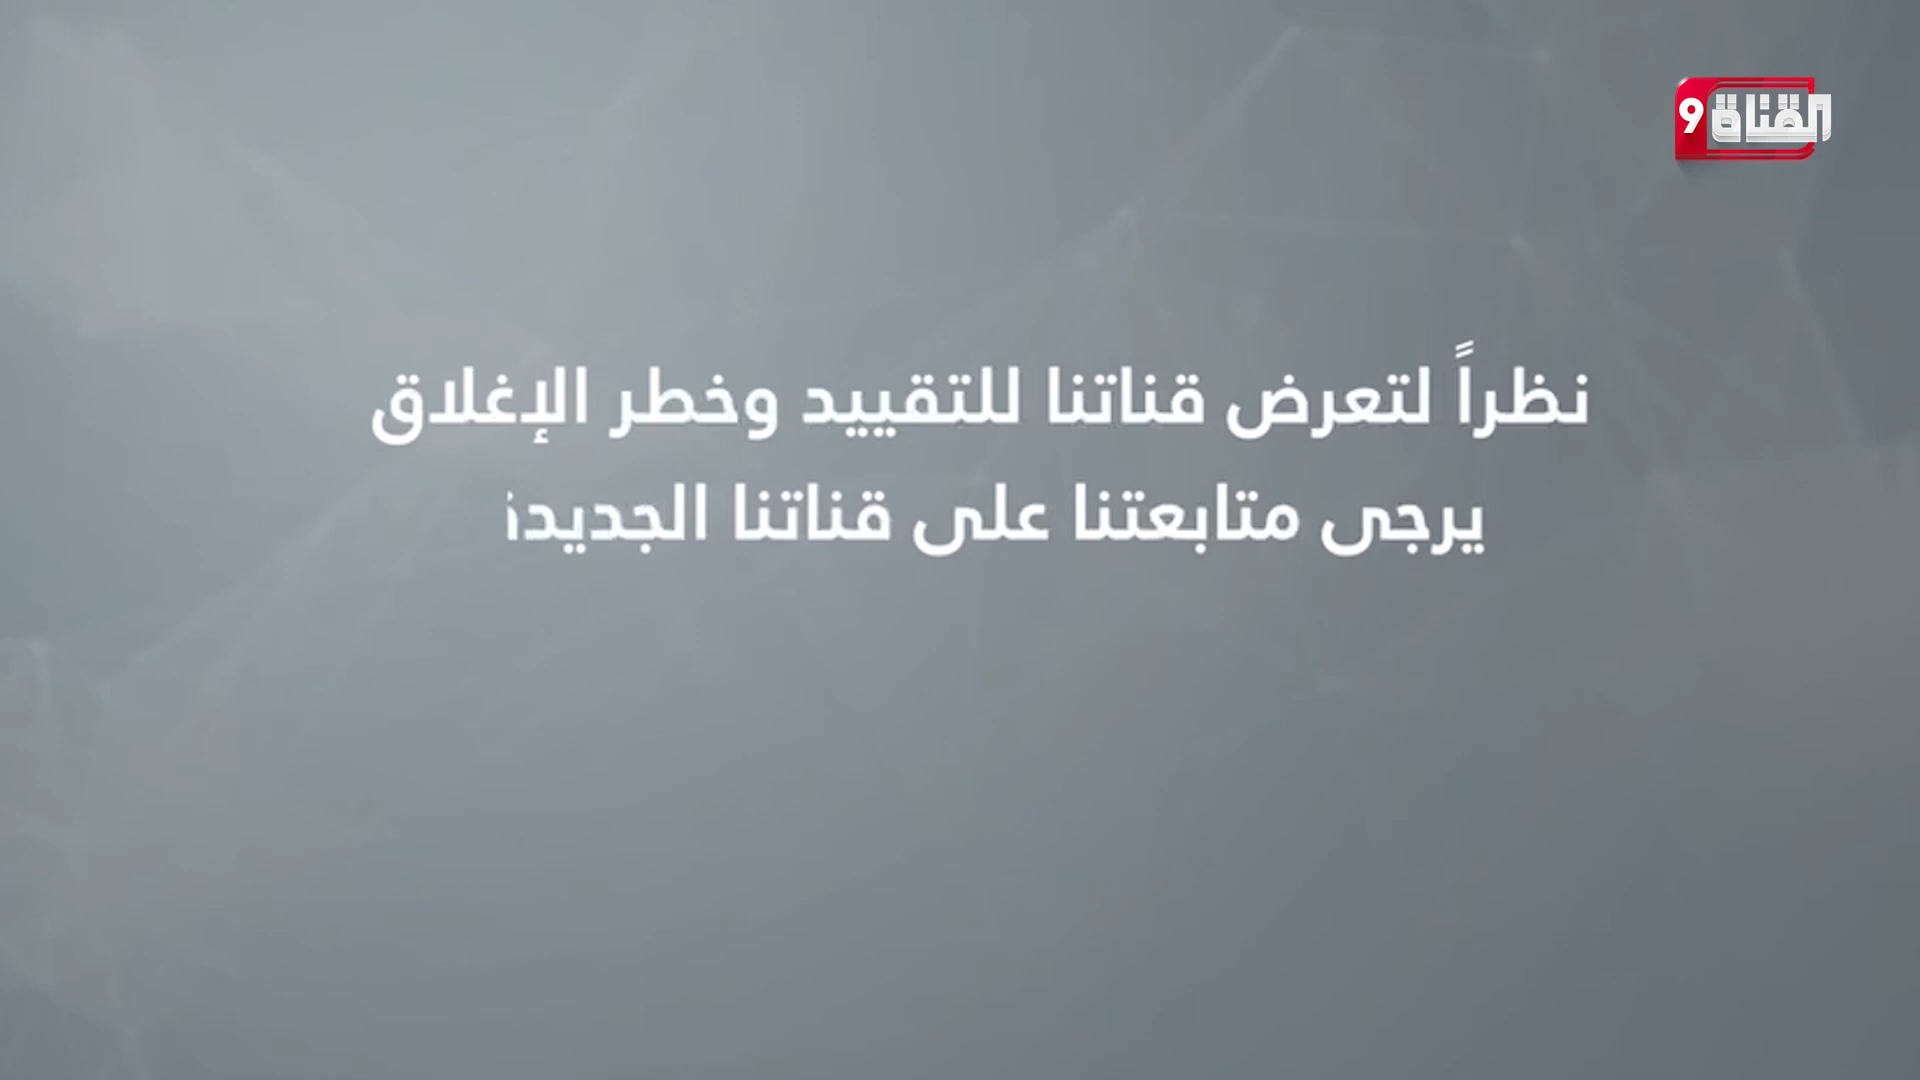 القناة 9
نظراً لتعرض قناتنا للتقييد وخطر الإغلاق
يرجى متابعتنا على قناتنا الجديدة